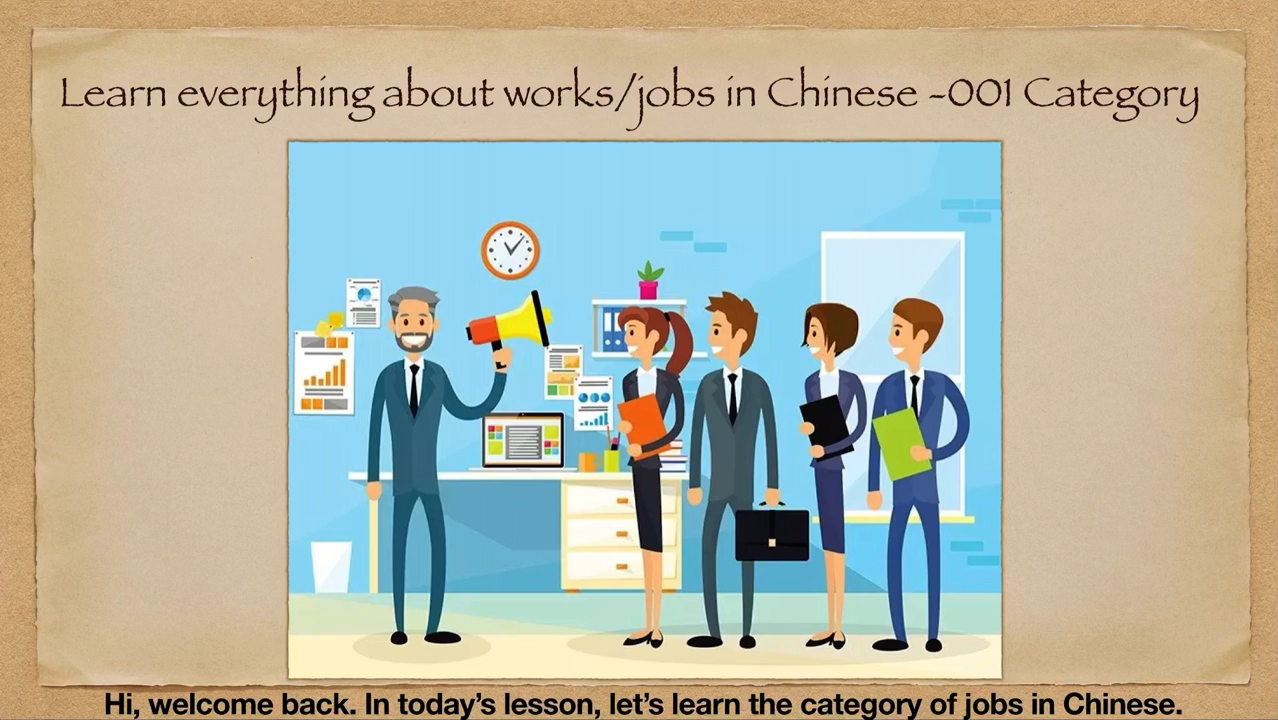 Learn everything about works/jobs in Chinese -001 Category
Hi, welcome back. In today's lesson, let's learn the category of jobs in Chinese.